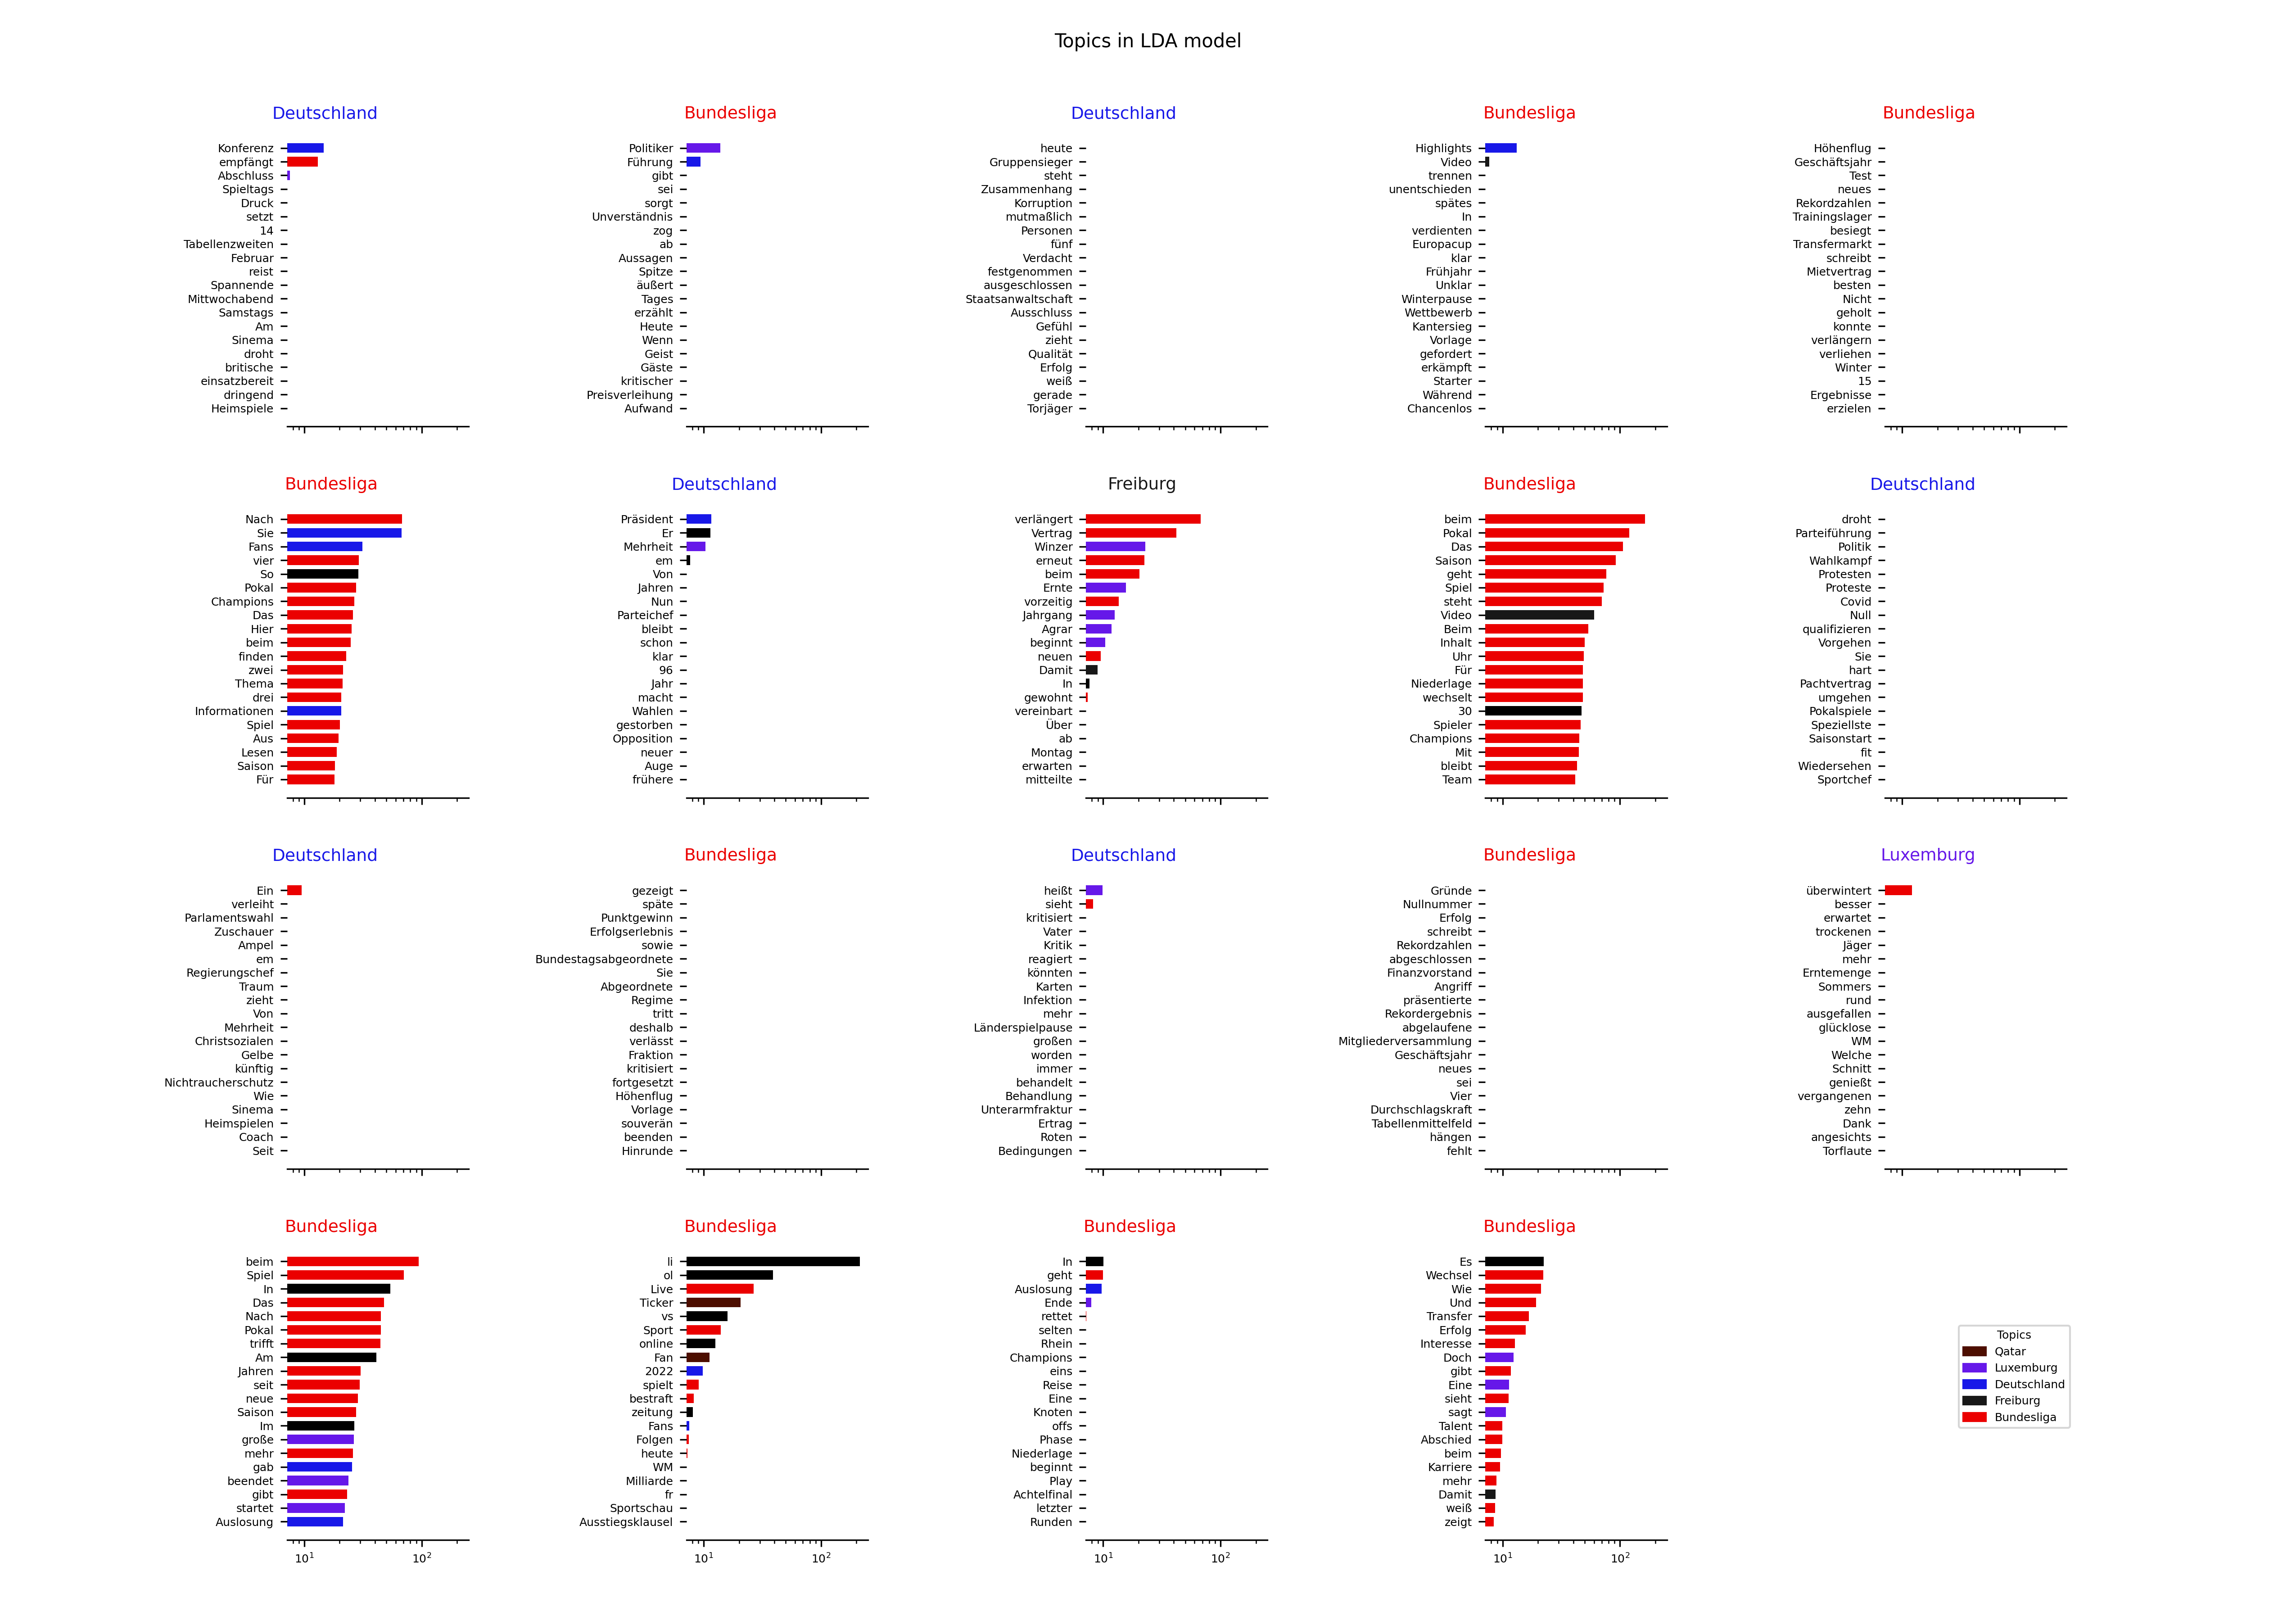 Topics in LDA model
Deutschland
Konferenz
empfängt
Abschluss
Spieltags
Druck
setzt
14
Tabellenzweiten
Februar
reist
Spannende
Mittwochabend
Samstags
Am
Sinema
droht
britische
einsatzbereit
dringend
Heimspiele
Bundesliga
Politiker
Führung
gibt
sei
sorgt
Unverständnis
zog
ab
Aussagen
Spitze
äußert
Tages
erzählt
Heute
Wenn
Geist
Gäste
kritischer
Preisverleihung
Aufwand
Deutschland
heute
Gruppensieger
steht
Zusammenhang
Korruption
mutmaßlich
Personen
fünf
Verdacht
festgenommen
ausgeschlossen
Staatsanwaltschaft
Ausschluss
Gefühl
zieht
Qualität
Erfolg
weiß
gerade
Torjäger
Bundesliga
Highlights
Video
trennen
unentschieden
spätes
In
verdienten
Europacup
klar
Frühjahr
Unklar
Winterpause
Wettbewerb
Kantersieg
Vorlage
gefordert
erkämpft
Starter
Während
Chancenlos
Bundesliga
Höhenflug
Geschäftsjahr
Test
neues
Rekordzahlen
Trainingslager
besiegt
Transfermarkt
schreibt
Mietvertrag
besten
Nicht
geholt
konnte
verlängern
verliehen
Winter
15
Ergebnisse
erzielen
Bundesliga
Nach
Sie
Fans
vier
So
Pokal
Champions
Das
Hier
beim
finden
zwei
Thema
drei
Informationen
Spiel
Aus
Lesen
Saison
Für
Deutschland
Präsident
Er
Mehrheit
em
Von
Jahren
Nun
Parteichef
bleibt
schon
klar
96
Jahr
macht
Wahlen
gestorben
Opposition
neuer
Auge
frühere
Freiburg
verlängert
Vertrag
Winzer
erneut
beim
Ernte
vorzeitig
Jahrgang
Agrar
beginnt
neuen
Damit
In
gewohnt
vereinbart
Über
ab
Montag
erwarten
mitteilte
Bundesliga
beim
Pokal
Das
Saison
geht
Spiel
steht
Video
Beim
Inhalt
Uhr
Für
Niederlage
wechselt
30
Spieler
Champions
Mit
bleibt
Team
Deutschland
droht
Parteiführung
Politik
Wahlkampf
Protesten
Proteste
Covid
Null
qualifizieren
Vorgehen
Sie
hart
Pachtvertrag
umgehen
Pokalspiele
Speziellste
Saisonstart
fit
Wiedersehen
Sportchef
Deutschland
Ein
verleiht
Parlamentswahl
Zuschauer
Ampel
em
Regierungschef
Traum
zieht
Von
Mehrheit
Christsozialen
Gelbe
künftig
Nichtraucherschutz
Wie
Sinema
Heimspielen
Coach
Seit
Bundesliga
gezeigt
späte
Punktgewinn
Erfolgserlebnis
sowie
Bundestagsabgeordnete
Sie
Abgeordnete
Regime
tritt
deshalb
verlässt
Fraktion
kritisiert
fortgesetzt
Höhenflug
Vorlage
souverän
beenden
Hinrunde
Deutschland
heißt
sieht
kritisiert
Vater
Kritik
reagiert
könnten
Karten
Infektion
mehr
Länderspielpause
großen
worden
immer
behandelt
Behandlung
Unterarmfraktur
Ertrag
Roten
Bedingungen
Bundesliga
Gründe
Nullnummer
Erfolg
schreibt
Rekordzahlen
abgeschlossen
Finanzvorstand
Angriff
präsentierte
Rekordergebnis
abgelaufene
Mitgliederversammlung
Geschäftsjahr
neues
sei
Vier
Durchschlagskraft
Tabellenmittelfeld
hängen
fehlt
Luxemburg
überwintert
besser
erwartet
trockenen
Jäger
mehr
Erntemenge
Sommers
rund
ausgefallen
glücklose
WM
Welche
Schnitt
genießt
vergangenen
zehn
Dank
angesichts
Torflaute
Bundesliga
beim
Spiel
In
Das
Nach
Pokal
trifft
Am
Jahren
seit
neue
Saison
Im
große
mehr
gab
beendet
gibt
startet
Auslosung
10¹ 10²
Bundesliga
li
ol
Live
Ticker
vs
Sport
online
Fan
2022
spielt
bestraft
zeitung
Fans
Folgen
heute
WM
Milliarde
fr
Sportschau
Ausstiegsklausel
10¹ 10²
Bundesliga
In
geht
Auslosung
Ende
rettet
selten
Rhein
Champions
eins
Reise
Eine
Knoten
offs
Phase
Niederlage
beginnt
Play
Achtelfinal
letzter
Runden
10¹ 10²
Bundesliga
Es
Wechsel
Wie
Und
Transfer
Erfolg
Interesse
Doch
gibt
Eine
sieht
sagt
Talent
Abschied
beim
Karriere
mehr
Damit
weiß
zeigt
10¹ 10²
Topics
Qatar
Luxemburg
Deutschland
Freiburg
Bundesliga